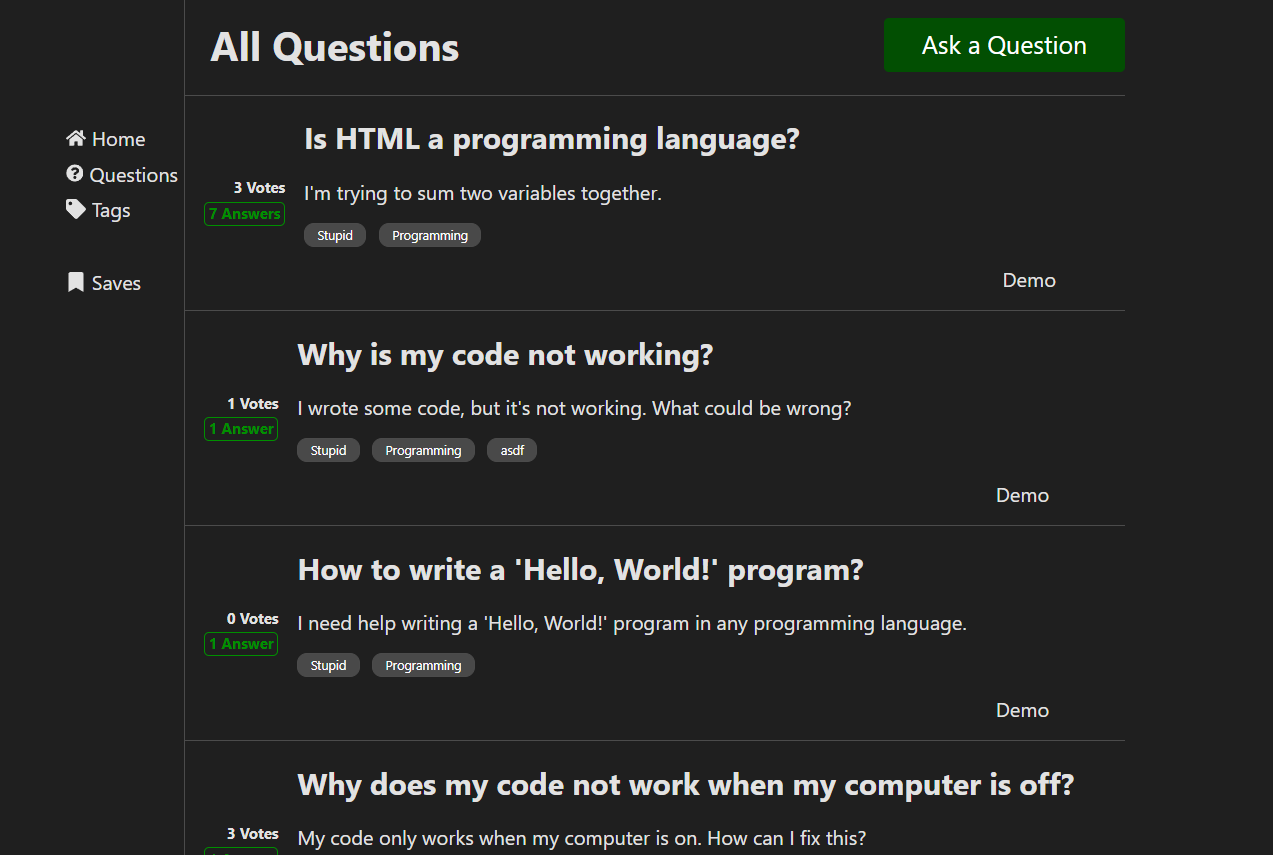 All Questions
Ask a Question
Home
Questions
Tags
Saves
Is HTML a programming language?
3 Votes
I'm trying to sum two variables together.
7 Answers
Stupid Programming
Demo
Why is my code not working?
1 Votes
I wrote some code, but it's not working. What could be wrong?
1 Answer
Stupid Programming asdf
Demo
How to write a 'Hello, World!' program?
0 Votes
I need help writing a 'Hello, World!' program in any programming language.
1 Answer
Stupid Programming
Demo
Why does my code not work when my computer is off?
3 Votes
My code only works when my computer is on. How can I fix this?